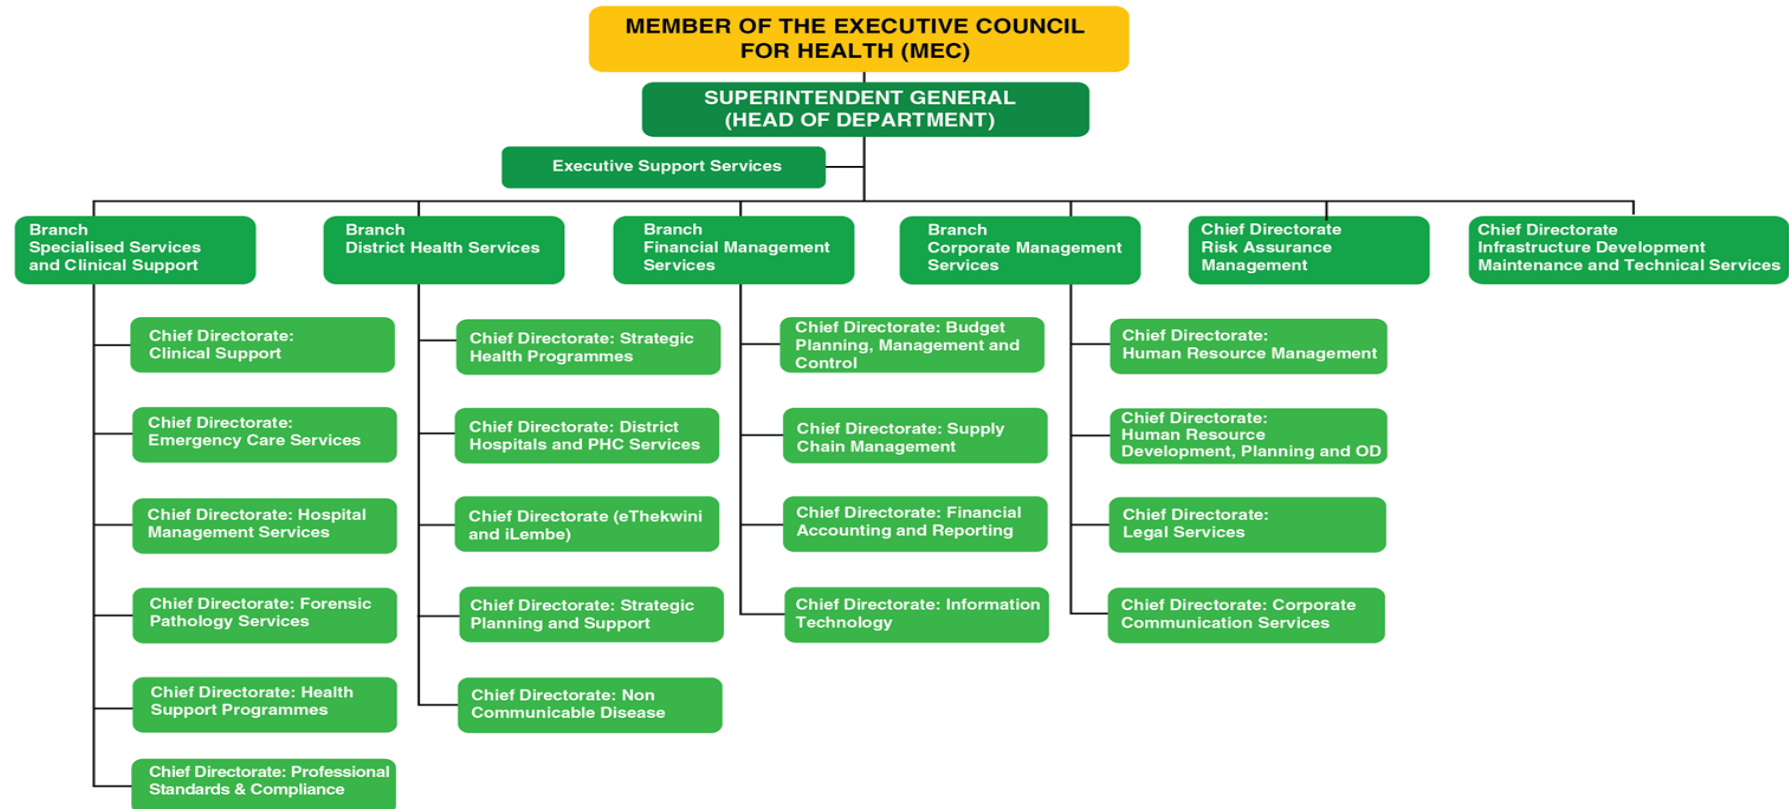 MEMBER OF THE EXECUTIVE COUNCIL
FOR HEALTH (MEC)
SUPERINTENDENT GENERAL
(HEAD OF DEPARTMENT)
Executive Support Services
Branch
Specialised Services
and Clinical Support
Branch
District Health Services
Branch
Financial Management
Services
Branch
Corporate Management
Services
Chief Directorate
Risk Assurance
Management
Chief Directorate
Infrastructure Development
Maintenance and Technical Services
Chief Directorate:
Clinical Support
Chief Directorate:
Emergency Care Services
Chief Directorate: Hospital
Management Services
Chief Directorate: Forensic
Pathology Services
Chief Directorate: Health
Support Programmes
Chief Directorate: Professional
Standards & Compliance
Chief Directorate: Strategic
Health Programmes
Chief Directorate: District
Hospitals and PHC Services
Chief Directorate (eThekwini
and iLembe)
Chief Directorate: Strategic
Planning and Support
Chief Directorate: Non
Communicable Disease
Chief Directorate: Budget
Planning, Management and
Control
Chief Directorate: Supply
Chain Management
Chief Directorate: Financial
Accounting and Reporting
Chief Directorate: Information
Technology
Chief Directorate:
Human Resource Management
Chief Directorate:
Human Resource
Development, Planning and OD
Chief Directorate:
Legal Services
Chief Directorate: Corporate
Communication Services